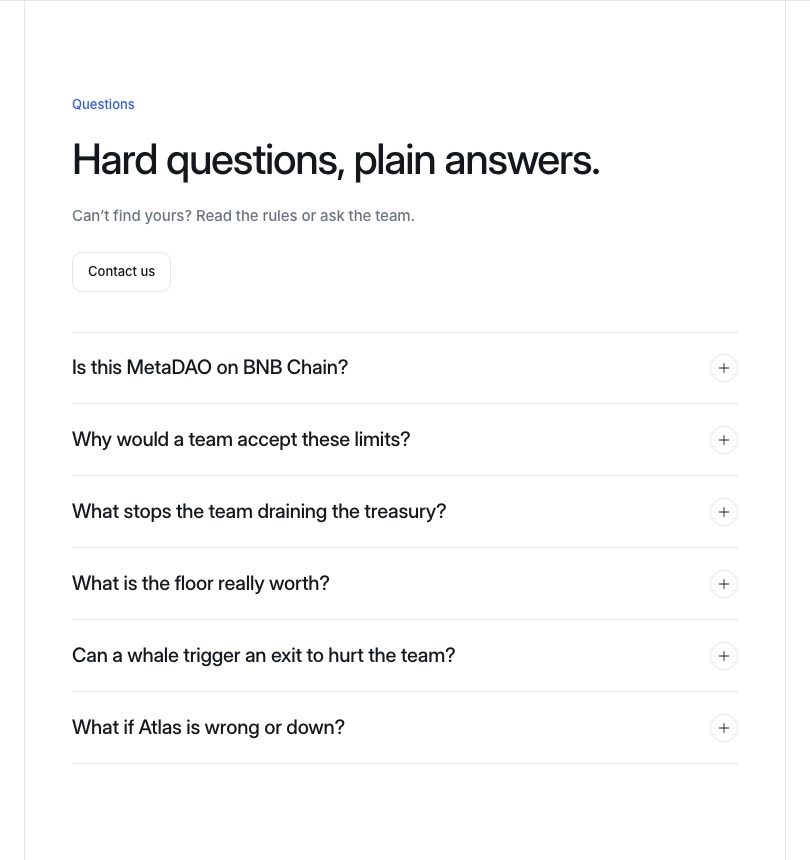 Questions
Hard questions, plain answers.
Can’t find yours? Read the rules or ask the team.
Contact us
Is this MetaDAO on BNB Chain?
Why would a team accept these limits?
What stops the team draining the treasury?
What is the floor really worth?
Can a whale trigger an exit to hurt the team?
What if Atlas is wrong or down?